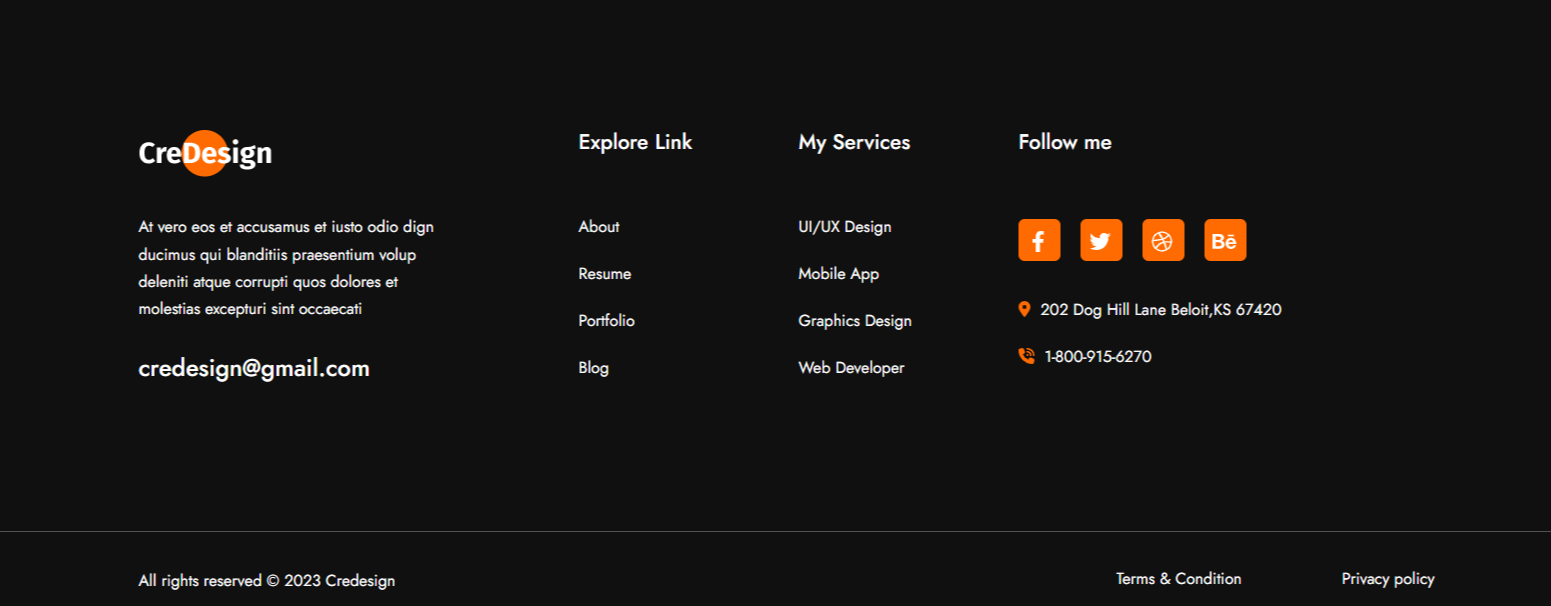 CreDesign
At vero eos et accusamus et iusto odio dign
ducimus qui blanditiis praesentium volup
deleniti atque corrupti quos dolores et
molestias excepturi sint occaecati
credesign@gmail.com
Explore Link
About
Resume
Portfolio
Blog
My Services
UI/UX Design
Mobile App
Graphics Design
Web Developer
Follow me
Bē
202 Dog Hill Lane Beloit,KS 67420
1-800-915-6270
All rights reserved © 2023 Credesign
Terms & Condition
Privacy policy